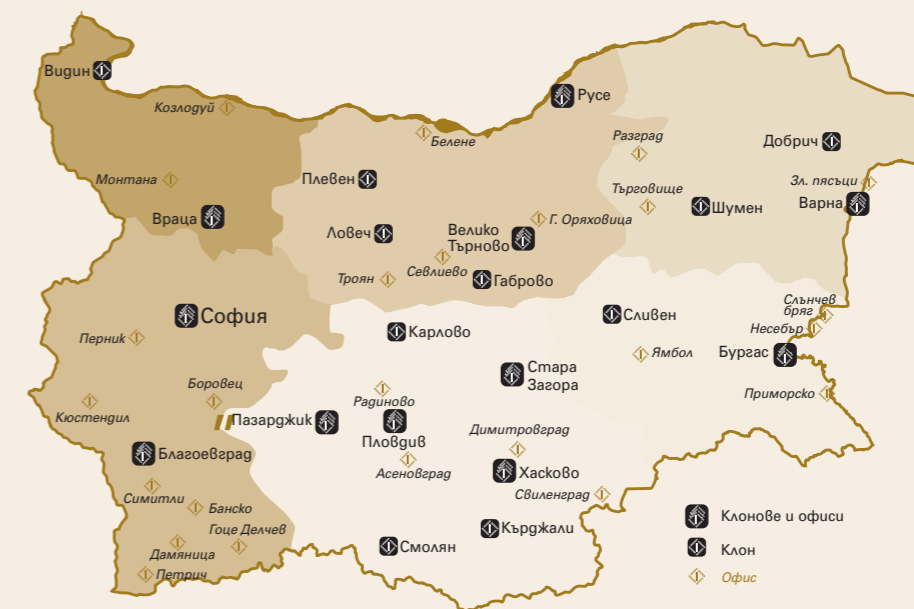 Видин
Козлодуй
Монтана
Враца
Белене
Русе
Плевен
Ловеч
Велико
Търново
Г. Оряховица
Севлиево
Троян
Габрово
Разград
Търговище
Добрич
Шумен
Зл. пясъци
Варна
София
Перник
Боровец
Кюстендил
Благоевград
Симитли
Банско
Гоце Делчев
Дамяница
Петрич
Карлово
Сливен
Слънчев
бряг
Несебър
Бургас
Ямбол
Приморско
Стара
Загора
Радиново
Пазарджик
Пловдив
Асеновград
Димитровград
Хасково
Свиленград
Кърджали
Смолян
Клонове и офиси
Клон
Офис